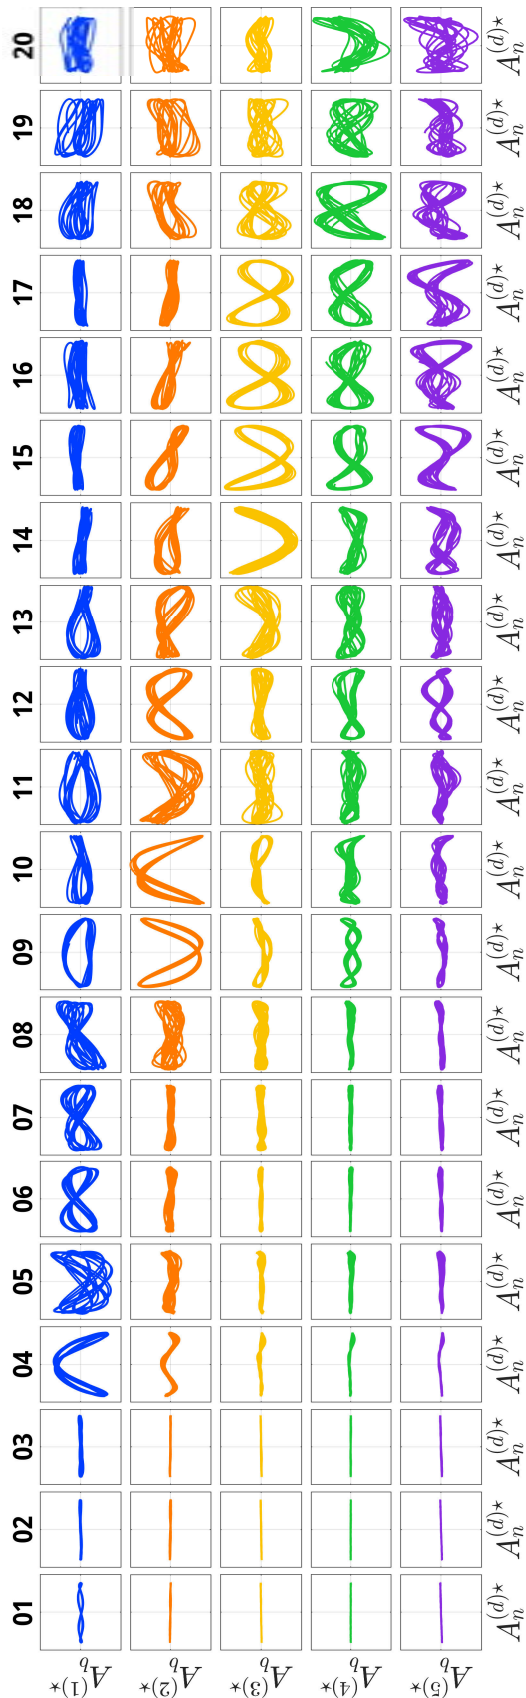 01 02 03 04 05 06 07 08 09 10 11 12 13 14 15 16 17 18 19 20
A_b^{(1)⋆}
A_b^{(2)⋆}
A_b^{(3)⋆}
A_b^{(4)⋆}
A_b^{(5)⋆}
A_n^{(d)⋆} A_n^{(d)⋆} A_n^{(d)⋆} A_n^{(d)⋆} A_n^{(d)⋆} A_n^{(d)⋆} A_n^{(d)⋆} A_n^{(d)⋆} A_n^{(d)⋆} A_n^{(d)⋆} A_n^{(d)⋆} A_n^{(d)⋆} A_n^{(d)⋆} A_n^{(d)⋆} A_n^{(d)⋆} A_n^{(d)⋆} A_n^{(d)⋆} A_n^{(d)⋆} A_n^{(d)⋆} A_n^{(d)⋆}